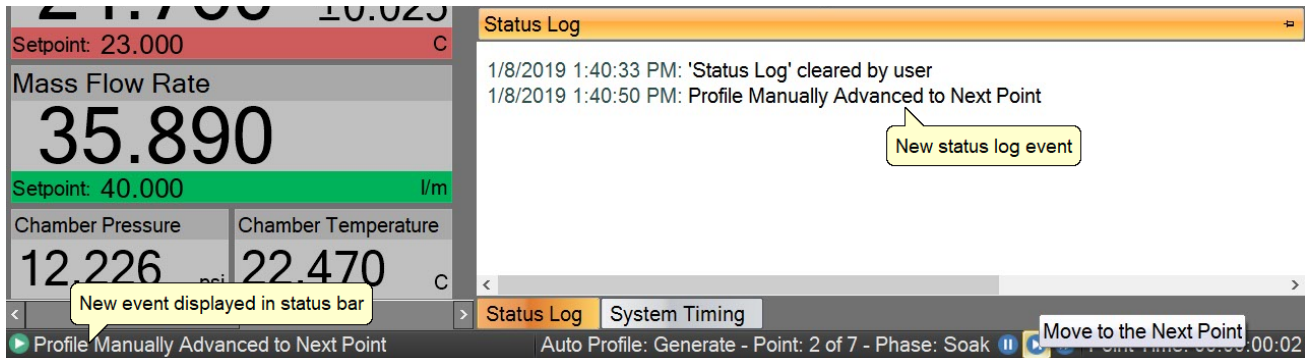 ±0.025
Setpoint: 23.000 C
Mass Flow Rate
35.890
Setpoint: 40.000 l/m
Chamber Pressure
12.226 psi
Chamber Temperature
22.470 C
New event displayed in status bar
Profile Manually Advanced to Next Point
Status Log
1/8/2019 1:40:33 PM: 'Status Log' cleared by user
1/8/2019 1:40:50 PM: Profile Manually Advanced to Next Point
New status log event
Status Log System Timing
Move to the Next Point
Auto Profile: Generate - Point: 2 of 7 - Phase: Soak